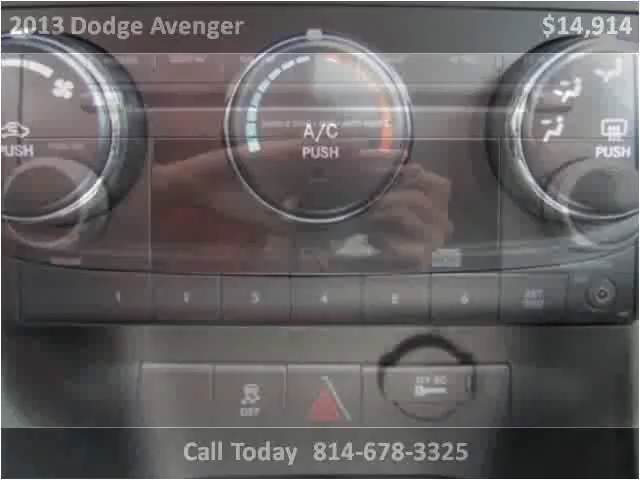 2013 Dodge Avenger $14,914
A/C
PUSH PUSH PUSH
1 2 3 4 5 6
OFF
Call Today 814-678-3325